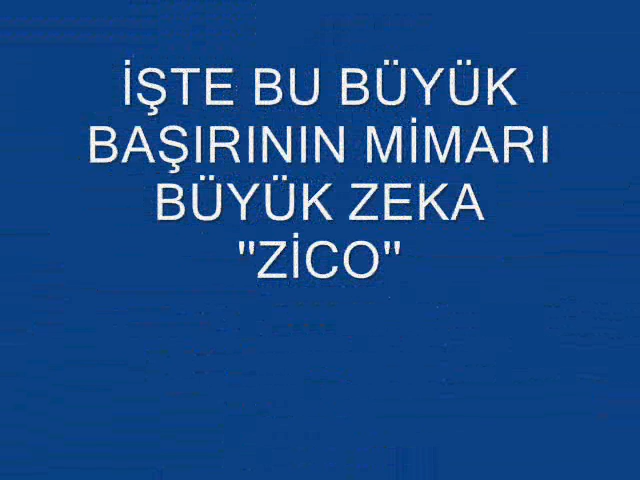 İŞTE BU BÜYÜK
BAŞIRININ MİMARI
BÜYÜK ZEKA
"ZİCO"